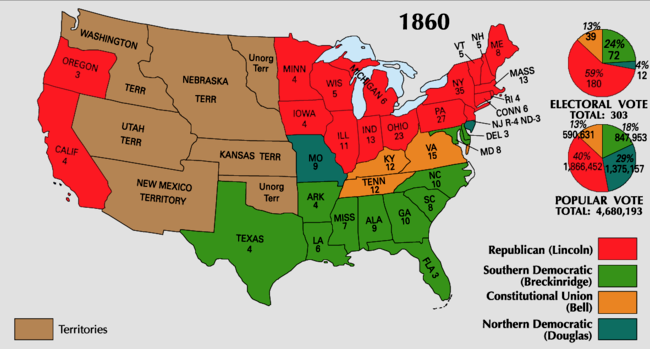 1860
WASHINGTON
OREGON
3
TERR
NEBRASKA
TERR
Unorg
Terr
UTAH
TERR
CALIF
4
NEW MEXICO
TERRITORY
KANSAS TERR
Unorg
Terr
TEXAS
4
MINN
4
IOWA
4
MO
9
ARK
4
LA
6
WIS
5
ILL
11
MICHIGAN 6
IND
13
OHIO
23
KY
12
TENN
12
MISS
7
ALA
9
GA
10
FLA 3
SC
8
NC
10
VA
15
PA
27
NY
35
VT
5
NH
5
ME
8
MASS
13
RI 4
CONN 6
NJ R-4 ND-3
DEL 3
MD 8
13%
39
24%
72
4%
12
59%
180
ELECTORAL VOTE
TOTAL: 303
13%
590,631
18%
847,953
40%
1,866,452
29%
1,375,157
POPULAR VOTE
TOTAL: 4,680,193
Republican (Lincoln)
Southern Democratic
(Breckinridge)
Constitutional Union
(Bell)
Northern Democratic
(Douglas)
Territories